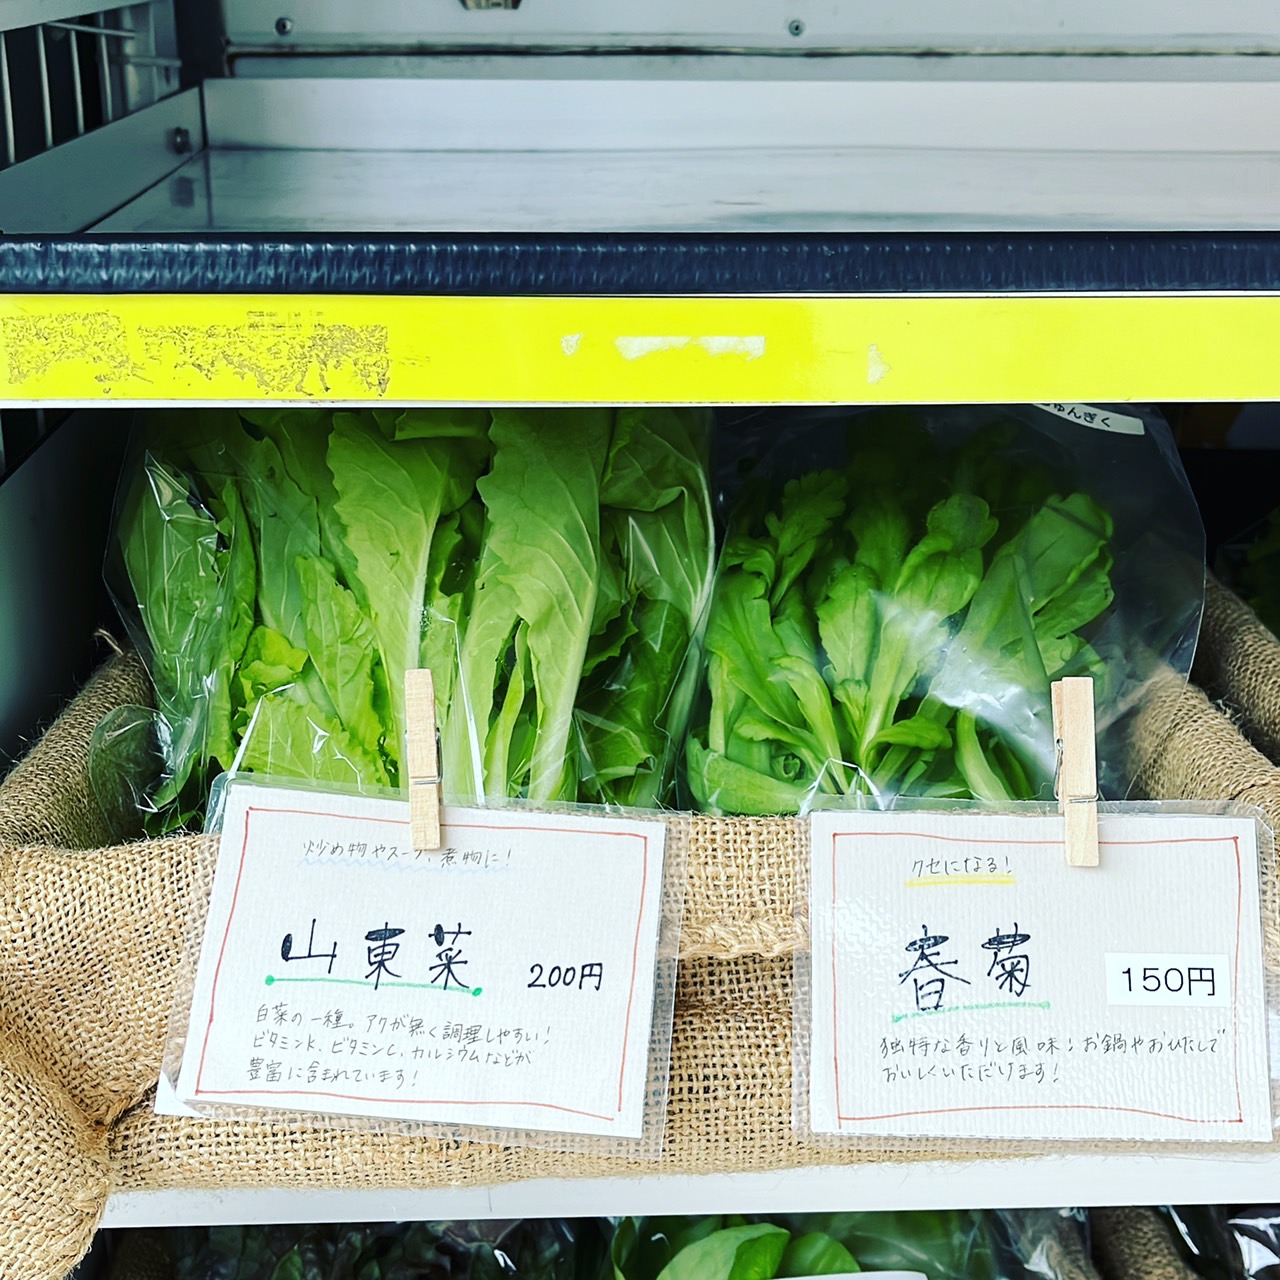 ゅんぎく
炒め物やスープ、煮物に!
山東菜
200円
白菜の一種。アクが無く調理しやすい!
ビタミンK、ビタミンC、カルシウムなどが
豊富に含まれています!
クセになる!
春菊
150円
独特な香りと風味!お鍋やおひたしで
おいしくいただけます!